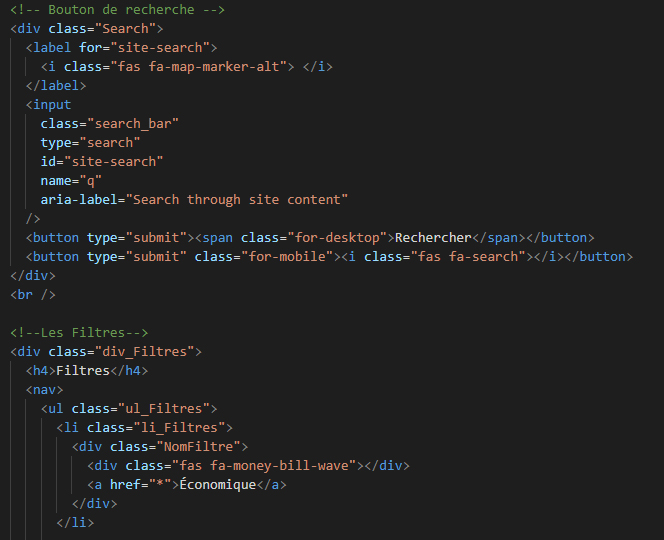 <!-- Bouton de recherche -->
<div class="Search">
<label for="site-search">
<i class="fas fa-map-marker-alt"> </i>
</label>
<input
class="search_bar"
type="search"
id="site-search"
name="q"
aria-label="Search through site content"
/>
<button type="submit"><span class="for-desktop">Rechercher</span></button>
<button type="submit" class="for-mobile"><i class="fas fa-search"></i></button>
</div>
<br />
<!--Les Filtres-->
<div class="div_Filtres">
<h4>Filtres</h4>
<nav>
<ul class="ul_Filtres">
<li class="li_Filtres">
<div class="NomFiltre">
<div class="fas fa-money-bill-wave"></div>
<a href="*">Économique</a>
</div>
</li>